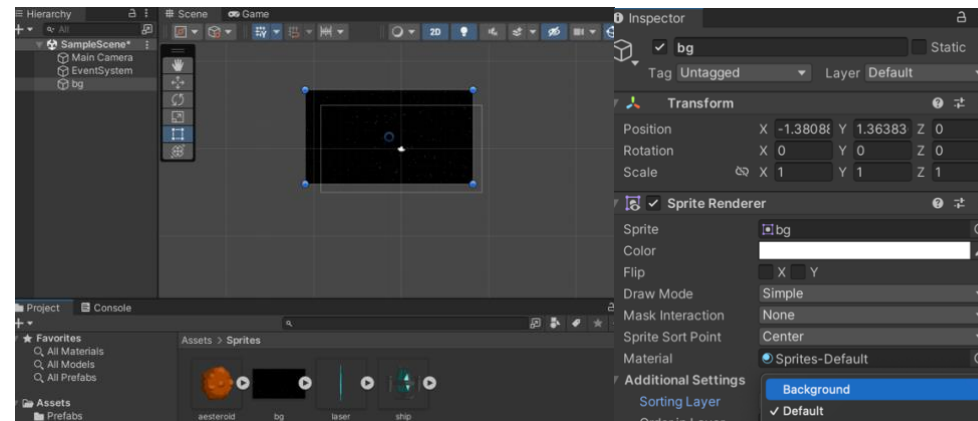 Hierarchy
All
SampleScene*
Main Camera
EventSystem
bg
Scene
Game
2D
Project
Console
Favorites
All Materials
All Models
All Prefabs
Assets
Prefabs
Assets > Sprites
aesteroid
bg
laser
ship
Inspector
bg
Static
Tag Untagged Layer Default
Transform
Position X -1.38088 Y 1.36383 Z 0
Rotation X 0 Y 0 Z 0
Scale X 1 Y 1 Z 1
Sprite Renderer
Sprite bg
Color
Flip X Y
Draw Mode Simple
Mask Interaction None
Sprite Sort Point Center
Material Sprites-Default
Additional Settings
Background
Sorting Layer
Default